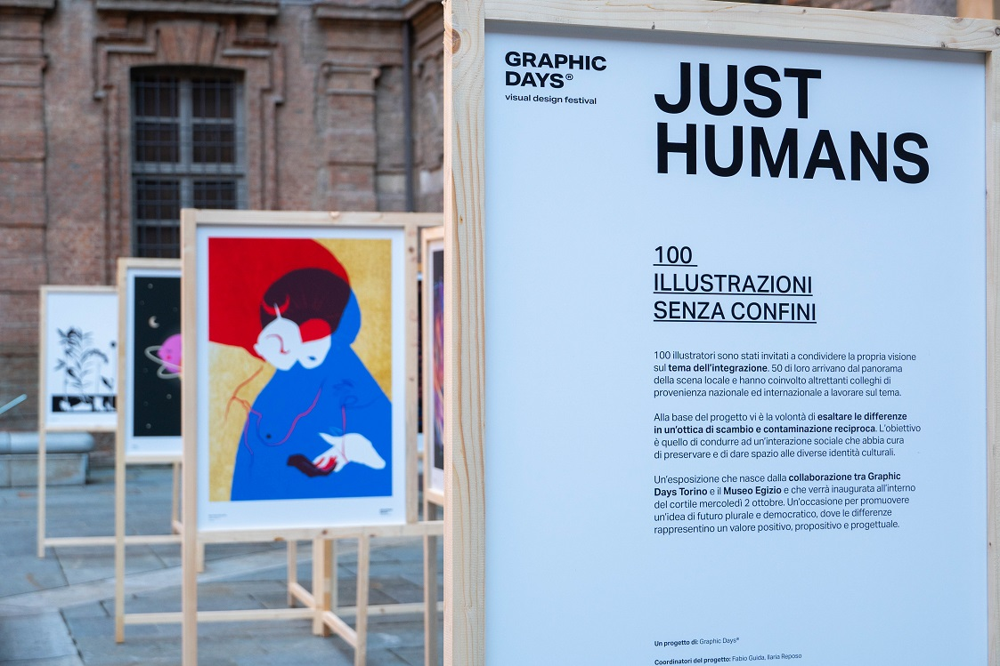 GRAPHIC
DAYS®
visual design festival
JUST
HUMANS
100
ILLUSTRAZIONI
SENZA CONFINI
100 illustratori sono stati invitati a condividere la propria visione
sul tema dell'integrazione. 50 di loro arrivano dal panorama
della scena locale e hanno coinvolto altrettanti colleghi di
provenienza nazionale ed internazionale a lavorare sul tema.
Alla base del progetto vi è la volontà di esaltare le differenze
in un'ottica di scambio e contaminazione reciproca. L'obiettivo
è quello di condurre ad un'interazione sociale che abbia cura
di preservare e di dare spazio alle diverse identità culturali.
Un'esposizione che nasce dalla collaborazione tra Graphic
Days Torino e il Museo Egizio e che verrà inaugurata all'interno
del cortile mercoledì 2 ottobre. Un'occasione per promuovere
un'idea di futuro plurale e democratico, dove le differenze
rappresentino un valore positivo, propositivo e progettuale.
Un progetto di: Graphic Days®
Coordinatori del progetto: Fabio Guida, Ilaria Reposo